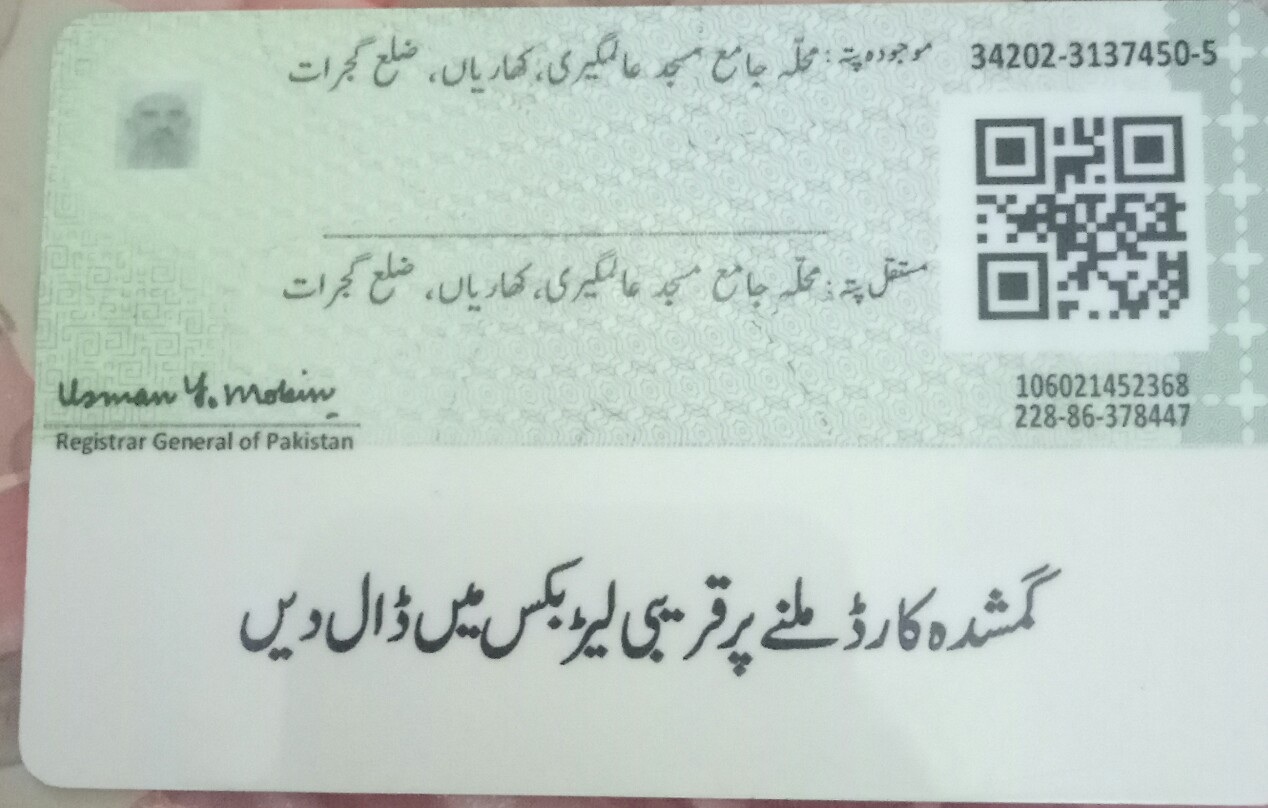 34202-3137450-5
موجودہ پتہ: محلّہ جامع مسجد عالمگیری، کھاریاں، ضلع گجرات
مستقل پتہ: محلّہ جامع مسجد عالمگیری، کھاریاں، ضلع گجرات
106021452368
228-86-378447
Usman Y. Mobin
Registrar General of Pakistan
گمشدہ کارڈ ملنے پر قریبی لیٹر بکس میں ڈال دیں